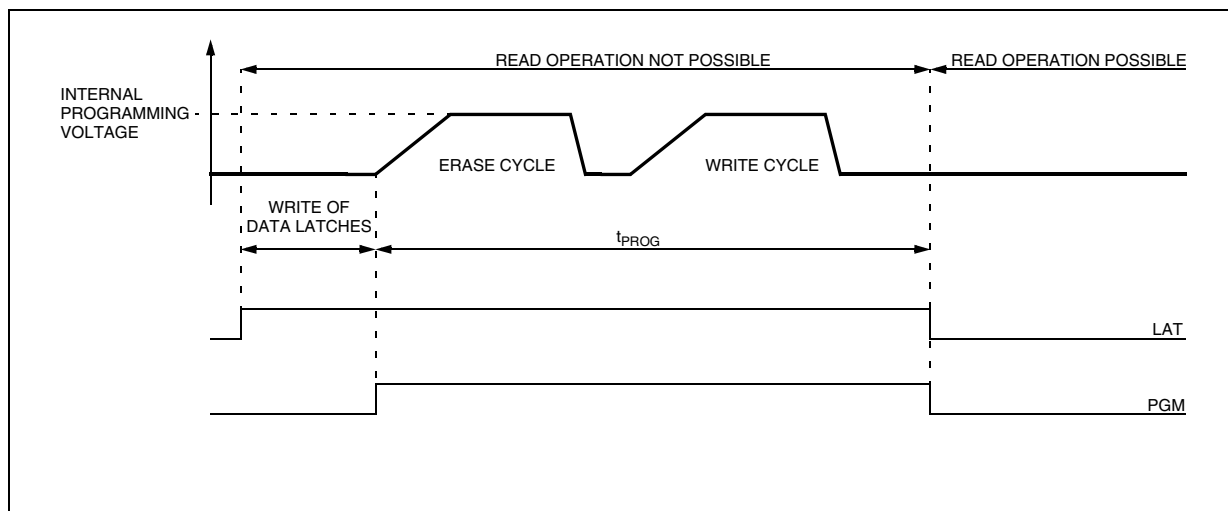 READ OPERATION NOT POSSIBLE
READ OPERATION POSSIBLE
INTERNAL
PROGRAMMING
VOLTAGE
ERASE CYCLE
WRITE CYCLE
WRITE OF
DATA LATCHES
tPROG
LAT
PGM